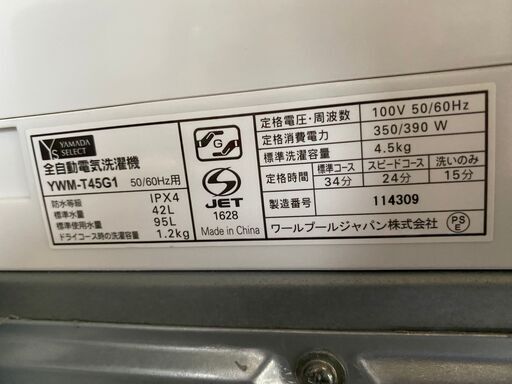 YS YAMADA SELECT
全自動電気洗濯機
YWM-T45G1 50/60Hz用
防水等級 IPX4
標準水量 42L
標準使用水量 95L
ドライコース時の洗濯容量 1.2kg
G
S
JET
1628
Made in China
定格電圧・周波数 100V 50/60Hz
定格消費電力 350/390 W
標準洗濯容量 4.5kg
定格時間 標準コース スピードコース 洗いのみ
34分 24分 15分
製造番号 114309
ワールプールジャパン株式会社
PS
E